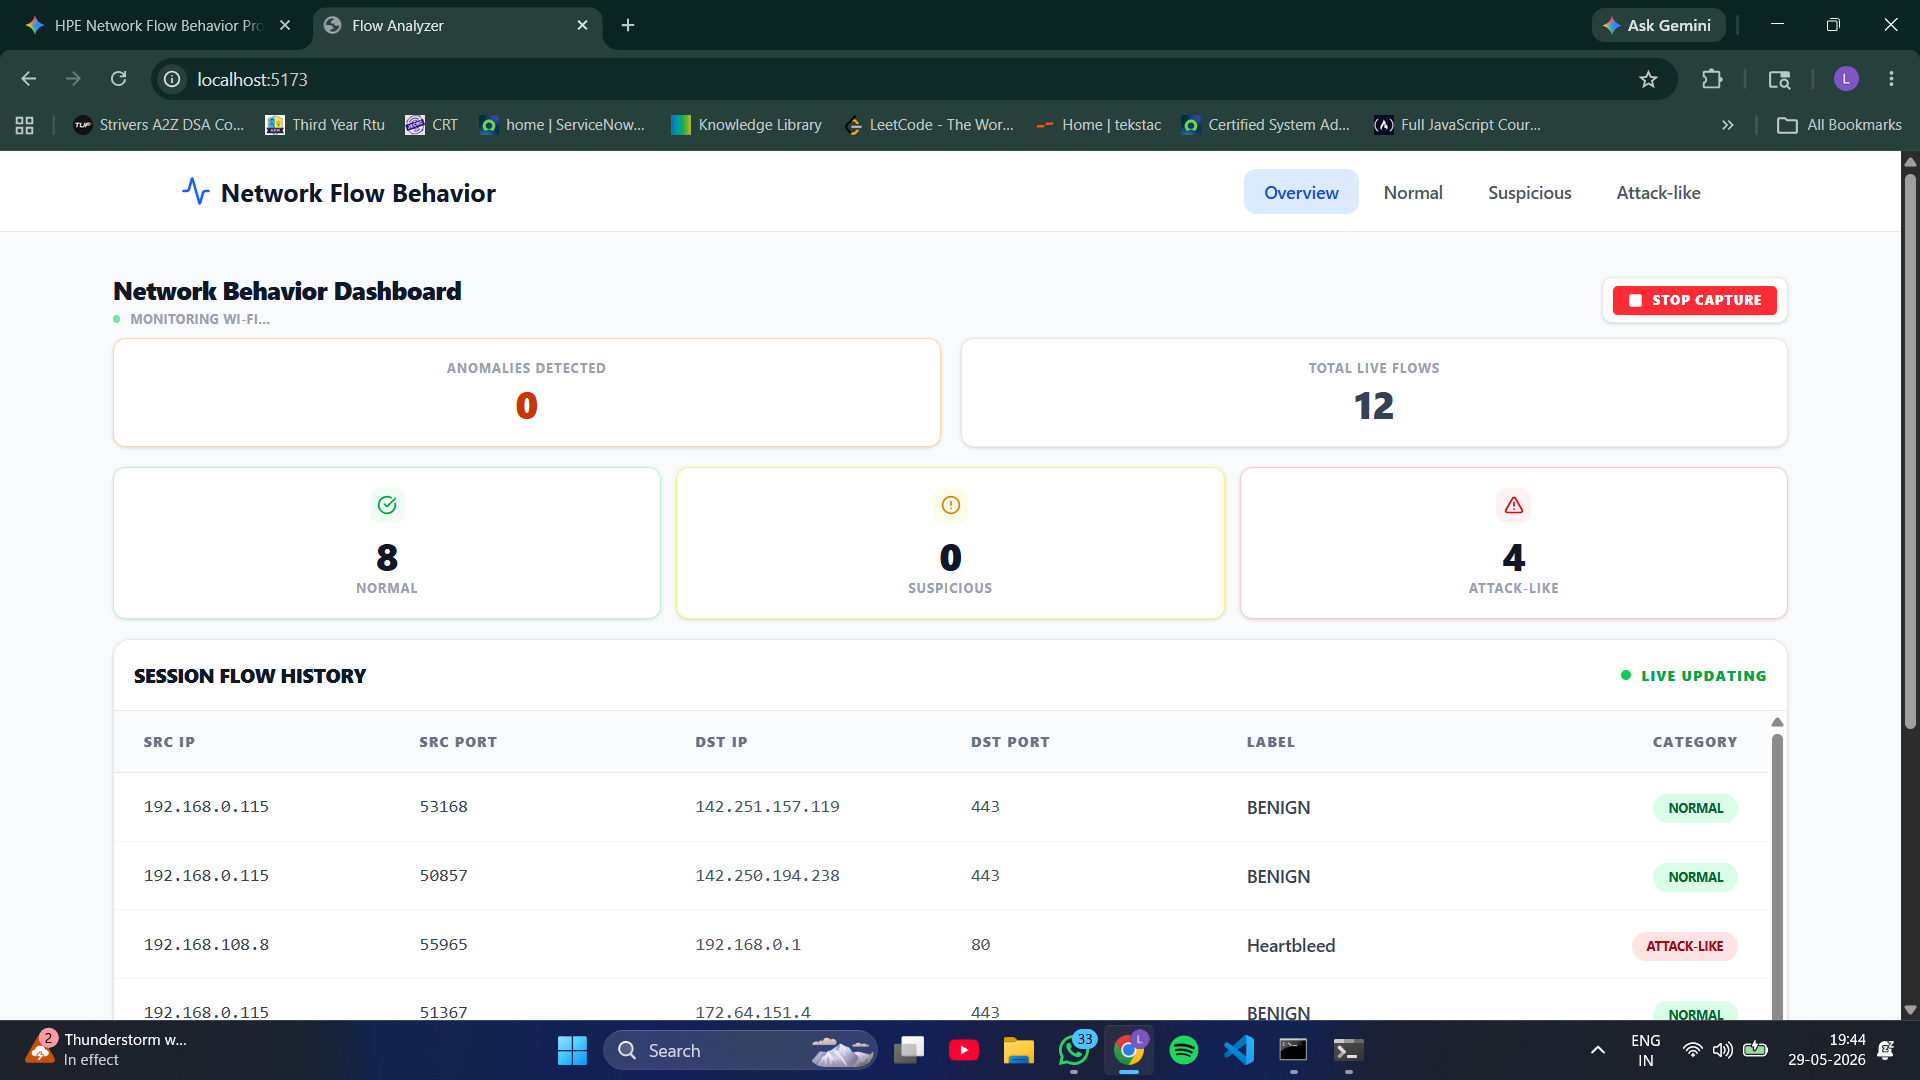 HPE Network Flow Behavior Pro
Flow Analyzer
Ask Gemini
localhost:5173
L
TUF
Strivers A2Z DSA Co...
Third Year Rtu
CRT
home | ServiceNow...
Knowledge Library
LeetCode - The Wor...
Home | tekstac
Certified System Ad...
Full JavaScript Cour...
All Bookmarks
Network Flow Behavior
Overview
Normal
Suspicious
Attack-like
Network Behavior Dashboard
MONITORING WI-FI...
STOP CAPTURE
ANOMALIES DETECTED
0
TOTAL LIVE FLOWS
12
8
NORMAL
0
SUSPICIOUS
4
ATTACK-LIKE
SESSION FLOW HISTORY
LIVE UPDATING
SRC IP SRC PORT DST IP DST PORT LABEL CATEGORY
192.168.0.115 53168 142.251.157.119 443 BENIGN NORMAL
192.168.0.115 50857 142.250.194.238 443 BENIGN NORMAL
192.168.108.8 55965 192.168.0.1 80 Heartbleed ATTACK-LIKE
192.168.0.115 51367 172.64.151.4 443 BENIGN NORMAL
2
Thunderstorm w...
In effect
Search
33
L
ENG
IN
19:44
29-05-2026